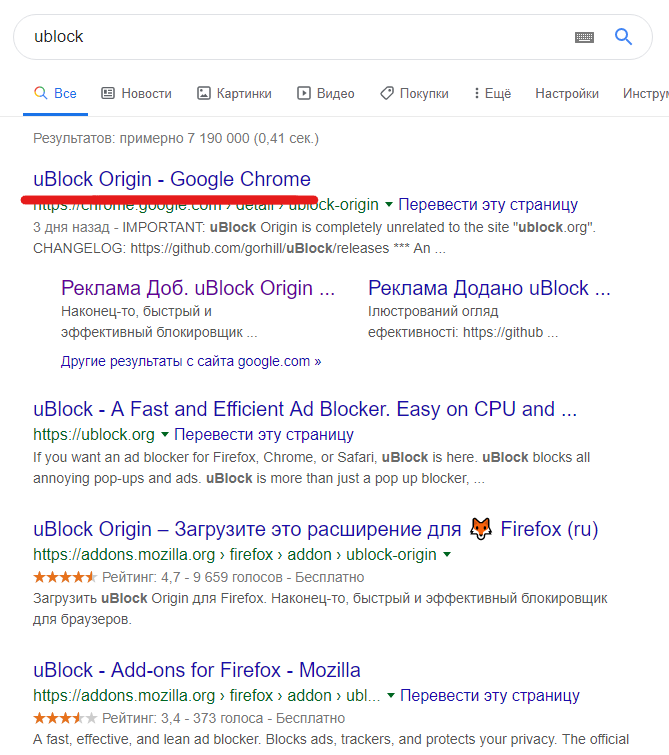 ublock
Все Новости Картинки Видео Покупки Ещё Настройки Инстру
Результатов: примерно 7 190 000 (0,41 сек.)
uBlock Origin - Google Chrome
https://chrome.google.com › detail › ublock-origin Перевести эту страницу
3 дня назад - IMPORTANT: uBlock Origin is completely unrelated to the site "ublock.org".
CHANGELOG: https://github.com/gorhill/uBlock/releases *** An ...
Реклама Доб. uBlock Origin ... Реклама Додано uBlock ...
Наконец-то, быстрый и Ілюстрований огляд
эффективный блокировщик ... ефективності: https://github ...
Другие результаты с сайта google.com »
uBlock - A Fast and Efficient Ad Blocker. Easy on CPU and ...
https://ublock.org Перевести эту страницу
If you want an ad blocker for Firefox, Chrome, or Safari, uBlock is here. uBlock blocks all
annoying pop-ups and ads. uBlock is more than just a pop up blocker, ...
uBlock Origin – Загрузите это расширение для 🦊 Firefox (ru)
https://addons.mozilla.org › firefox › addon › ublock-origin
Рейтинг: 4,7 - 9 659 голосов - Бесплатно
Загрузить uBlock Origin для Firefox. Наконец-то, быстрый и эффективный блокировщик
для браузеров.
uBlock - Add-ons for Firefox - Mozilla
https://addons.mozilla.org › firefox › addon › ubl... Перевести эту страницу
Рейтинг: 3,4 - 373 голоса - Бесплатно
A fast, effective, and lean ad blocker. Blocks ads, trackers, and protects your privacy. The official